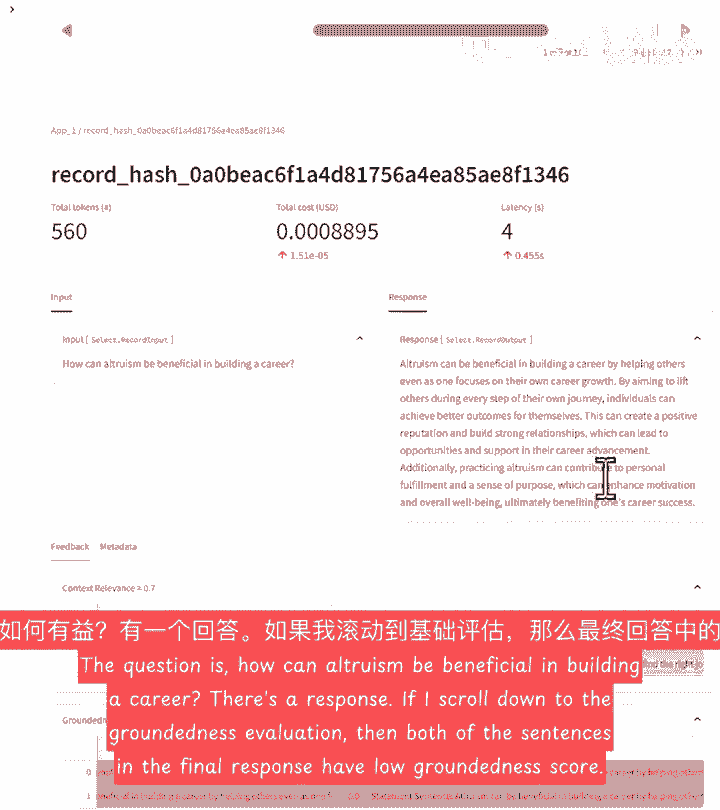 App_1 / record_hash_0a0beac6f1a4d81756a4ea85ae8f1346
record_hash_0a0beac6f1a4d81756a4ea85ae8f1346
Total tokens (#) Total cost (USD) Latency (s)
560 0.0008895 4
↑ 1.51e-05 ↑ 0.455s
Input Response
Input [ Select.RecordInput ] Response [ Select.RecordOutput ]
How can altruism be beneficial in building a career?
Altruism can be beneficial in building a career by helping others
even as one focuses on their own career growth. By aiming to lift
others during every step of their own journey, individuals can
achieve better outcomes for themselves. This can create a positive
reputation and build strong relationships, which can lead to
opportunities and support in their career advancement.
Additionally, practicing altruism can contribute to personal
fulfillment and a sense of purpose, which can enhance motivation
and overall well-being, ultimately benefiting one's career success.
Feedback Metadata
Context Relevance = 0.7
如何有益？有一个回答。如果我滚动到基础评估，那么最终回答中的
The question is, how can altruism be beneficial in building
a career? There's a response. If I scroll down to the
groundedness evaluation, then both of the sentences
in the final response have low groundedness score.